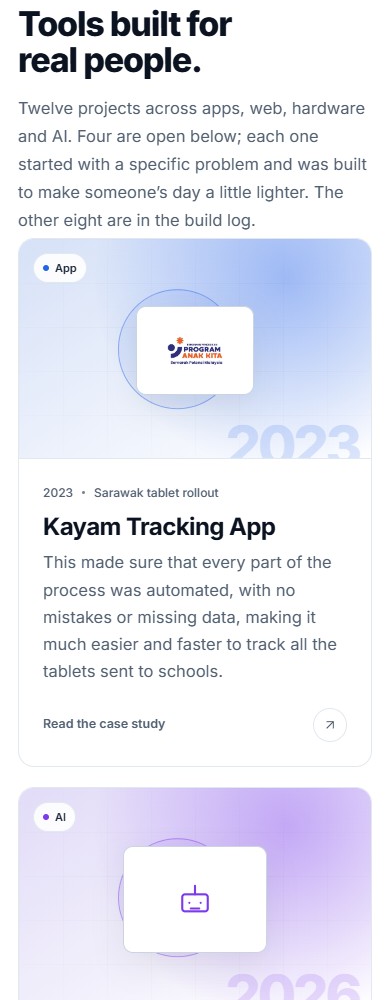 Tools built for
real people.
Twelve projects across apps, web, hardware
and AI. Four are open below; each one
started with a specific problem and was built
to make someone’s day a little lighter. The
other eight are in the build log.
App
PROGRAM
ANAK KITA
2023
2023 • Sarawak tablet rollout
Kayam Tracking App
This made sure that every part of the
process was automated, with no
mistakes or missing data, making it
much easier and faster to track all the
tablets sent to schools.
Read the case study
AI
2026